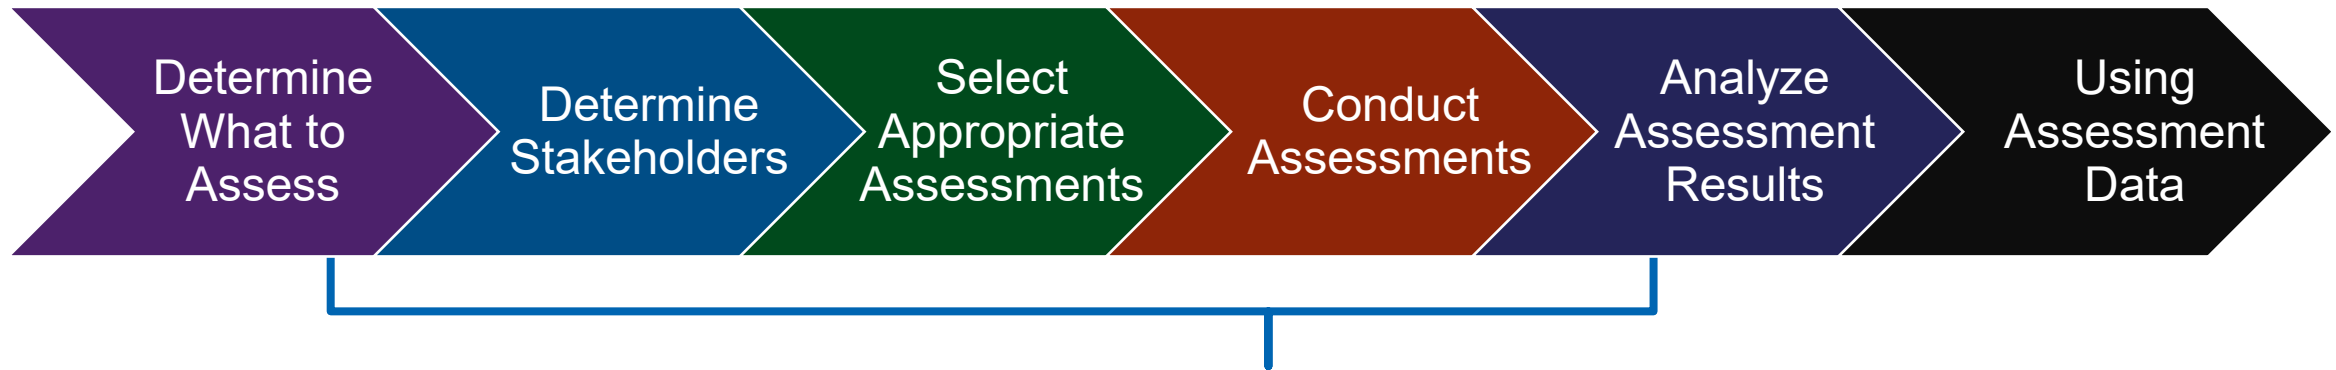 Determine
What to
Assess
Determine
Stakeholders
Select
Appropriate
Assessments
Conduct
Assessments
Analyze
Assessment
Results
Using
Assessment
Data